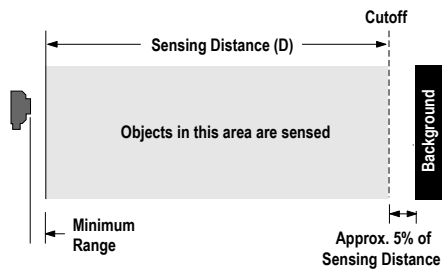 Cutoff
Sensing Distance (D)
Objects in this area are sensed
Background
Minimum
Range
Approx. 5% of
Sensing Distance